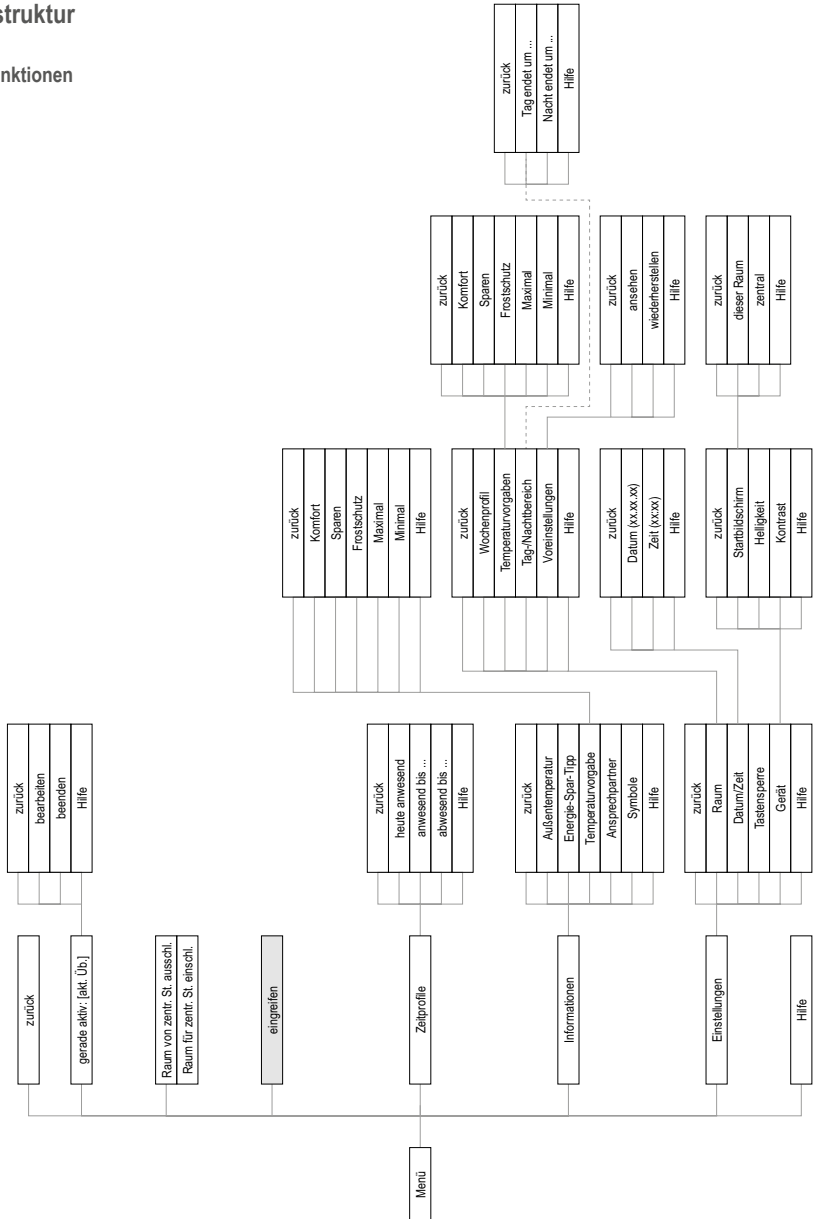 struktur
nktionen
zurück
Tag endet um ...
Nacht endet um ...
Hilfe
zurück
Komfort
Sparen
Frostschutz
Maximal
Minimal
Hilfe
zurück
ansehen
wiederherstellen
Hilfe
zurück
dieser Raum
zentral
Hilfe
zurück
Komfort
Sparen
Frostschutz
Maximal
Minimal
Hilfe
zurück
Wochenprofil
Temperaturvorgaben
Tag-/Nachtbereich
Voreinstellungen
Hilfe
zurück
Datum (xx.xx.xx)
Zeit (xx:xx)
Hilfe
zurück
Startbildschirm
Helligkeit
Kontrast
Hilfe
zurück
bearbeiten
beenden
Hilfe
zurück
heute anwesend
anwesend bis ...
abwesend bis ...
Hilfe
zurück
Außentemperatur
Energie-Spar-Tipp
Temperaturvorgabe
Ansprechpartner
Symbole
Hilfe
zurück
Raum
Datum/Zeit
Tastensperre
Gerät
Hilfe
zurück
gerade aktiv: [akt. Üb.]
Raum von zentr. St. ausschl.
Raum für zentr. St. einschl.
eingreifen
Zeitprofile
Informationen
Einstellungen
Hilfe
Menü